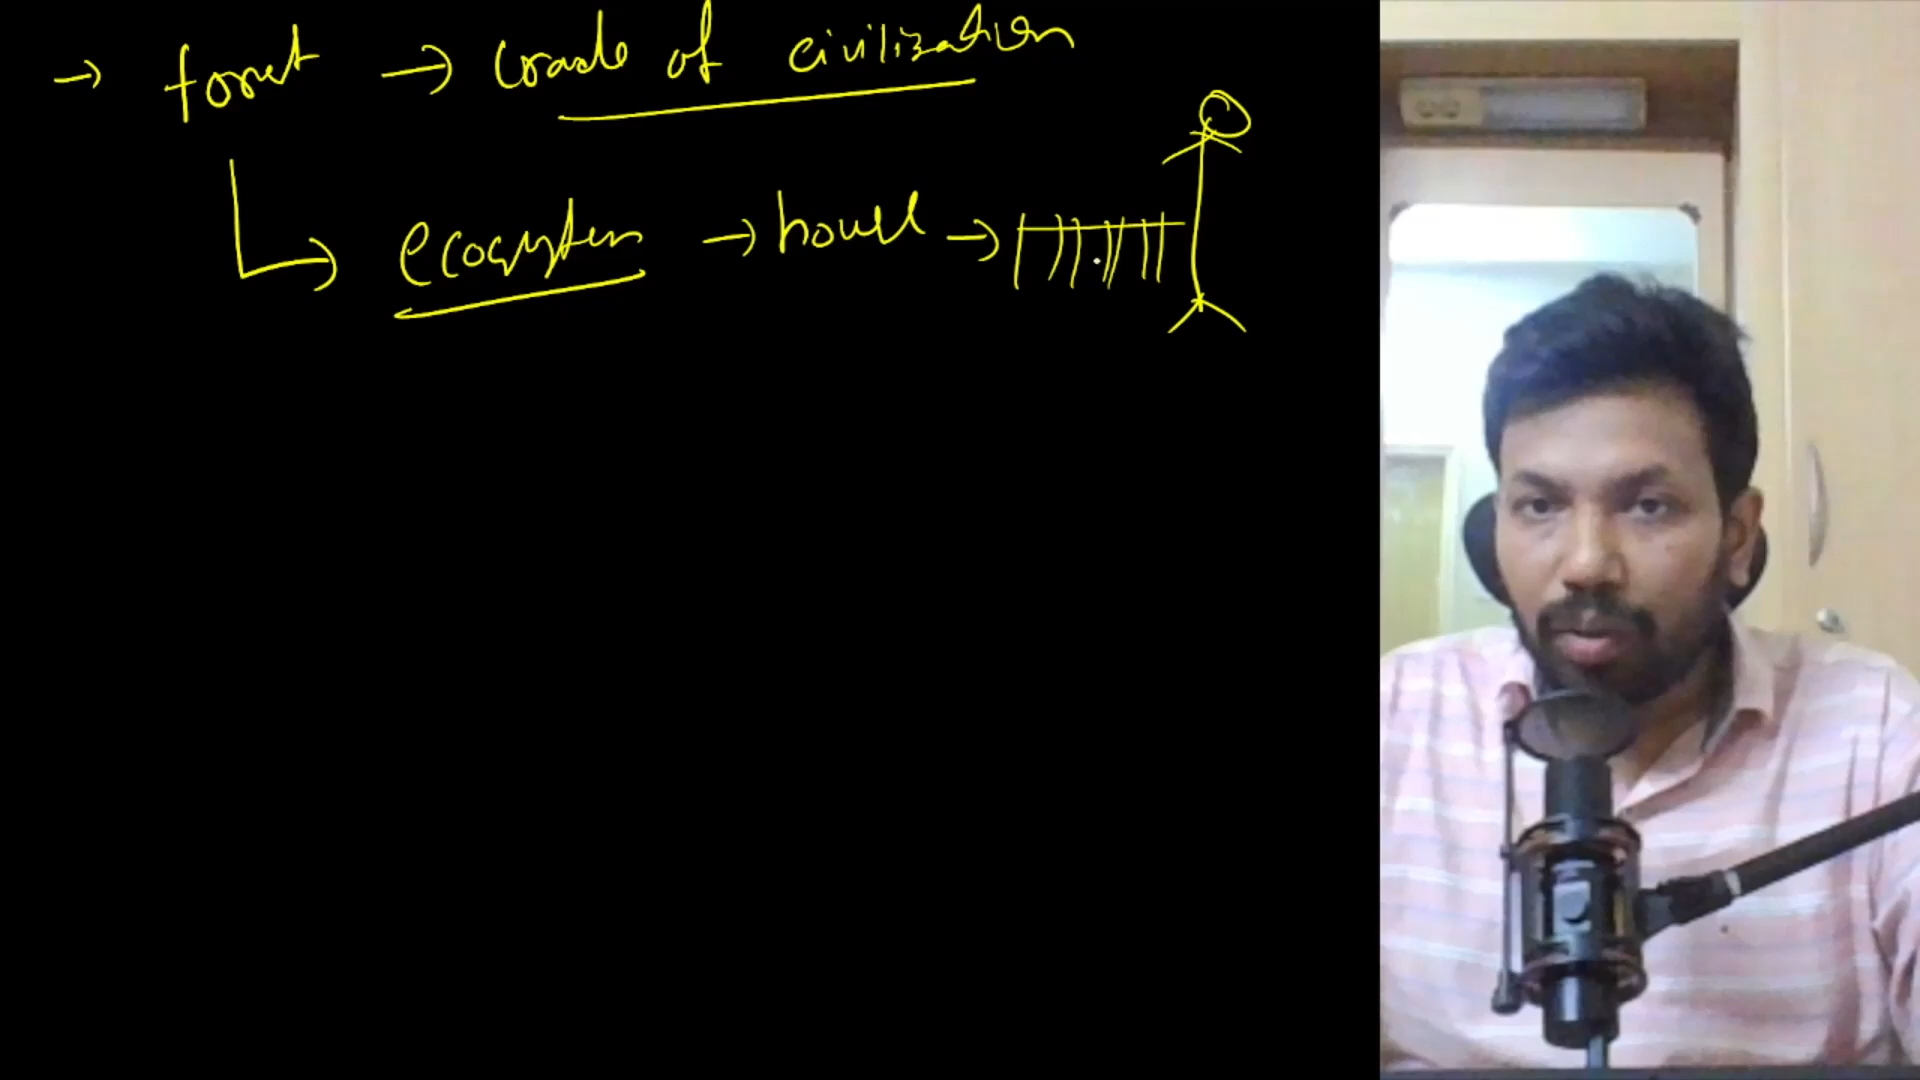 → forest → cradle of civilization
→ ecosystem → house →